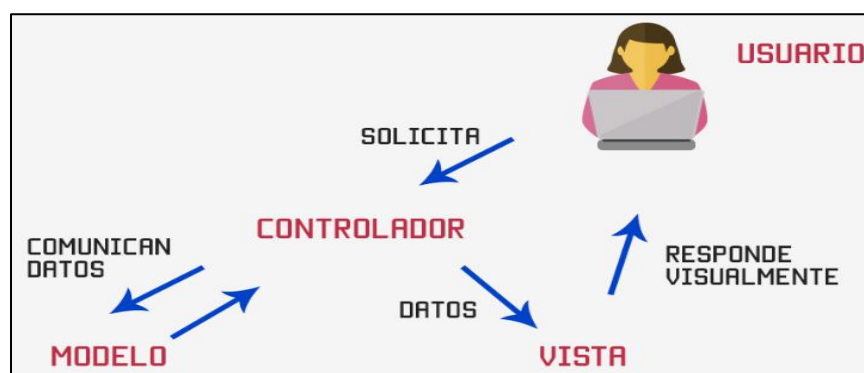 USUARIO
SOLICITA
CONTROLADOR
COMUNICAN
DATOS
RESPONDE
VISUALMENTE
DATOS
MODELO
VISTA